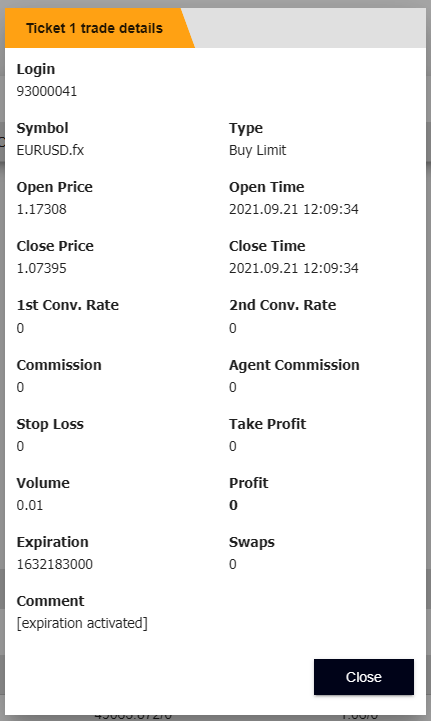 Ticket 1 trade details
Login
93000041
Symbol Type
EURUSD.fx Buy Limit
Open Price Open Time
1.17308 2021.09.21 12:09:34
Close Price Close Time
1.07395 2021.09.21 12:09:34
1st Conv. Rate 2nd Conv. Rate
0 0
Commission Agent Commission
0 0
Stop Loss Take Profit
0 0
Volume Profit
0.01 0
Expiration Swaps
1632183000 0
Comment
[expiration activated]
Close